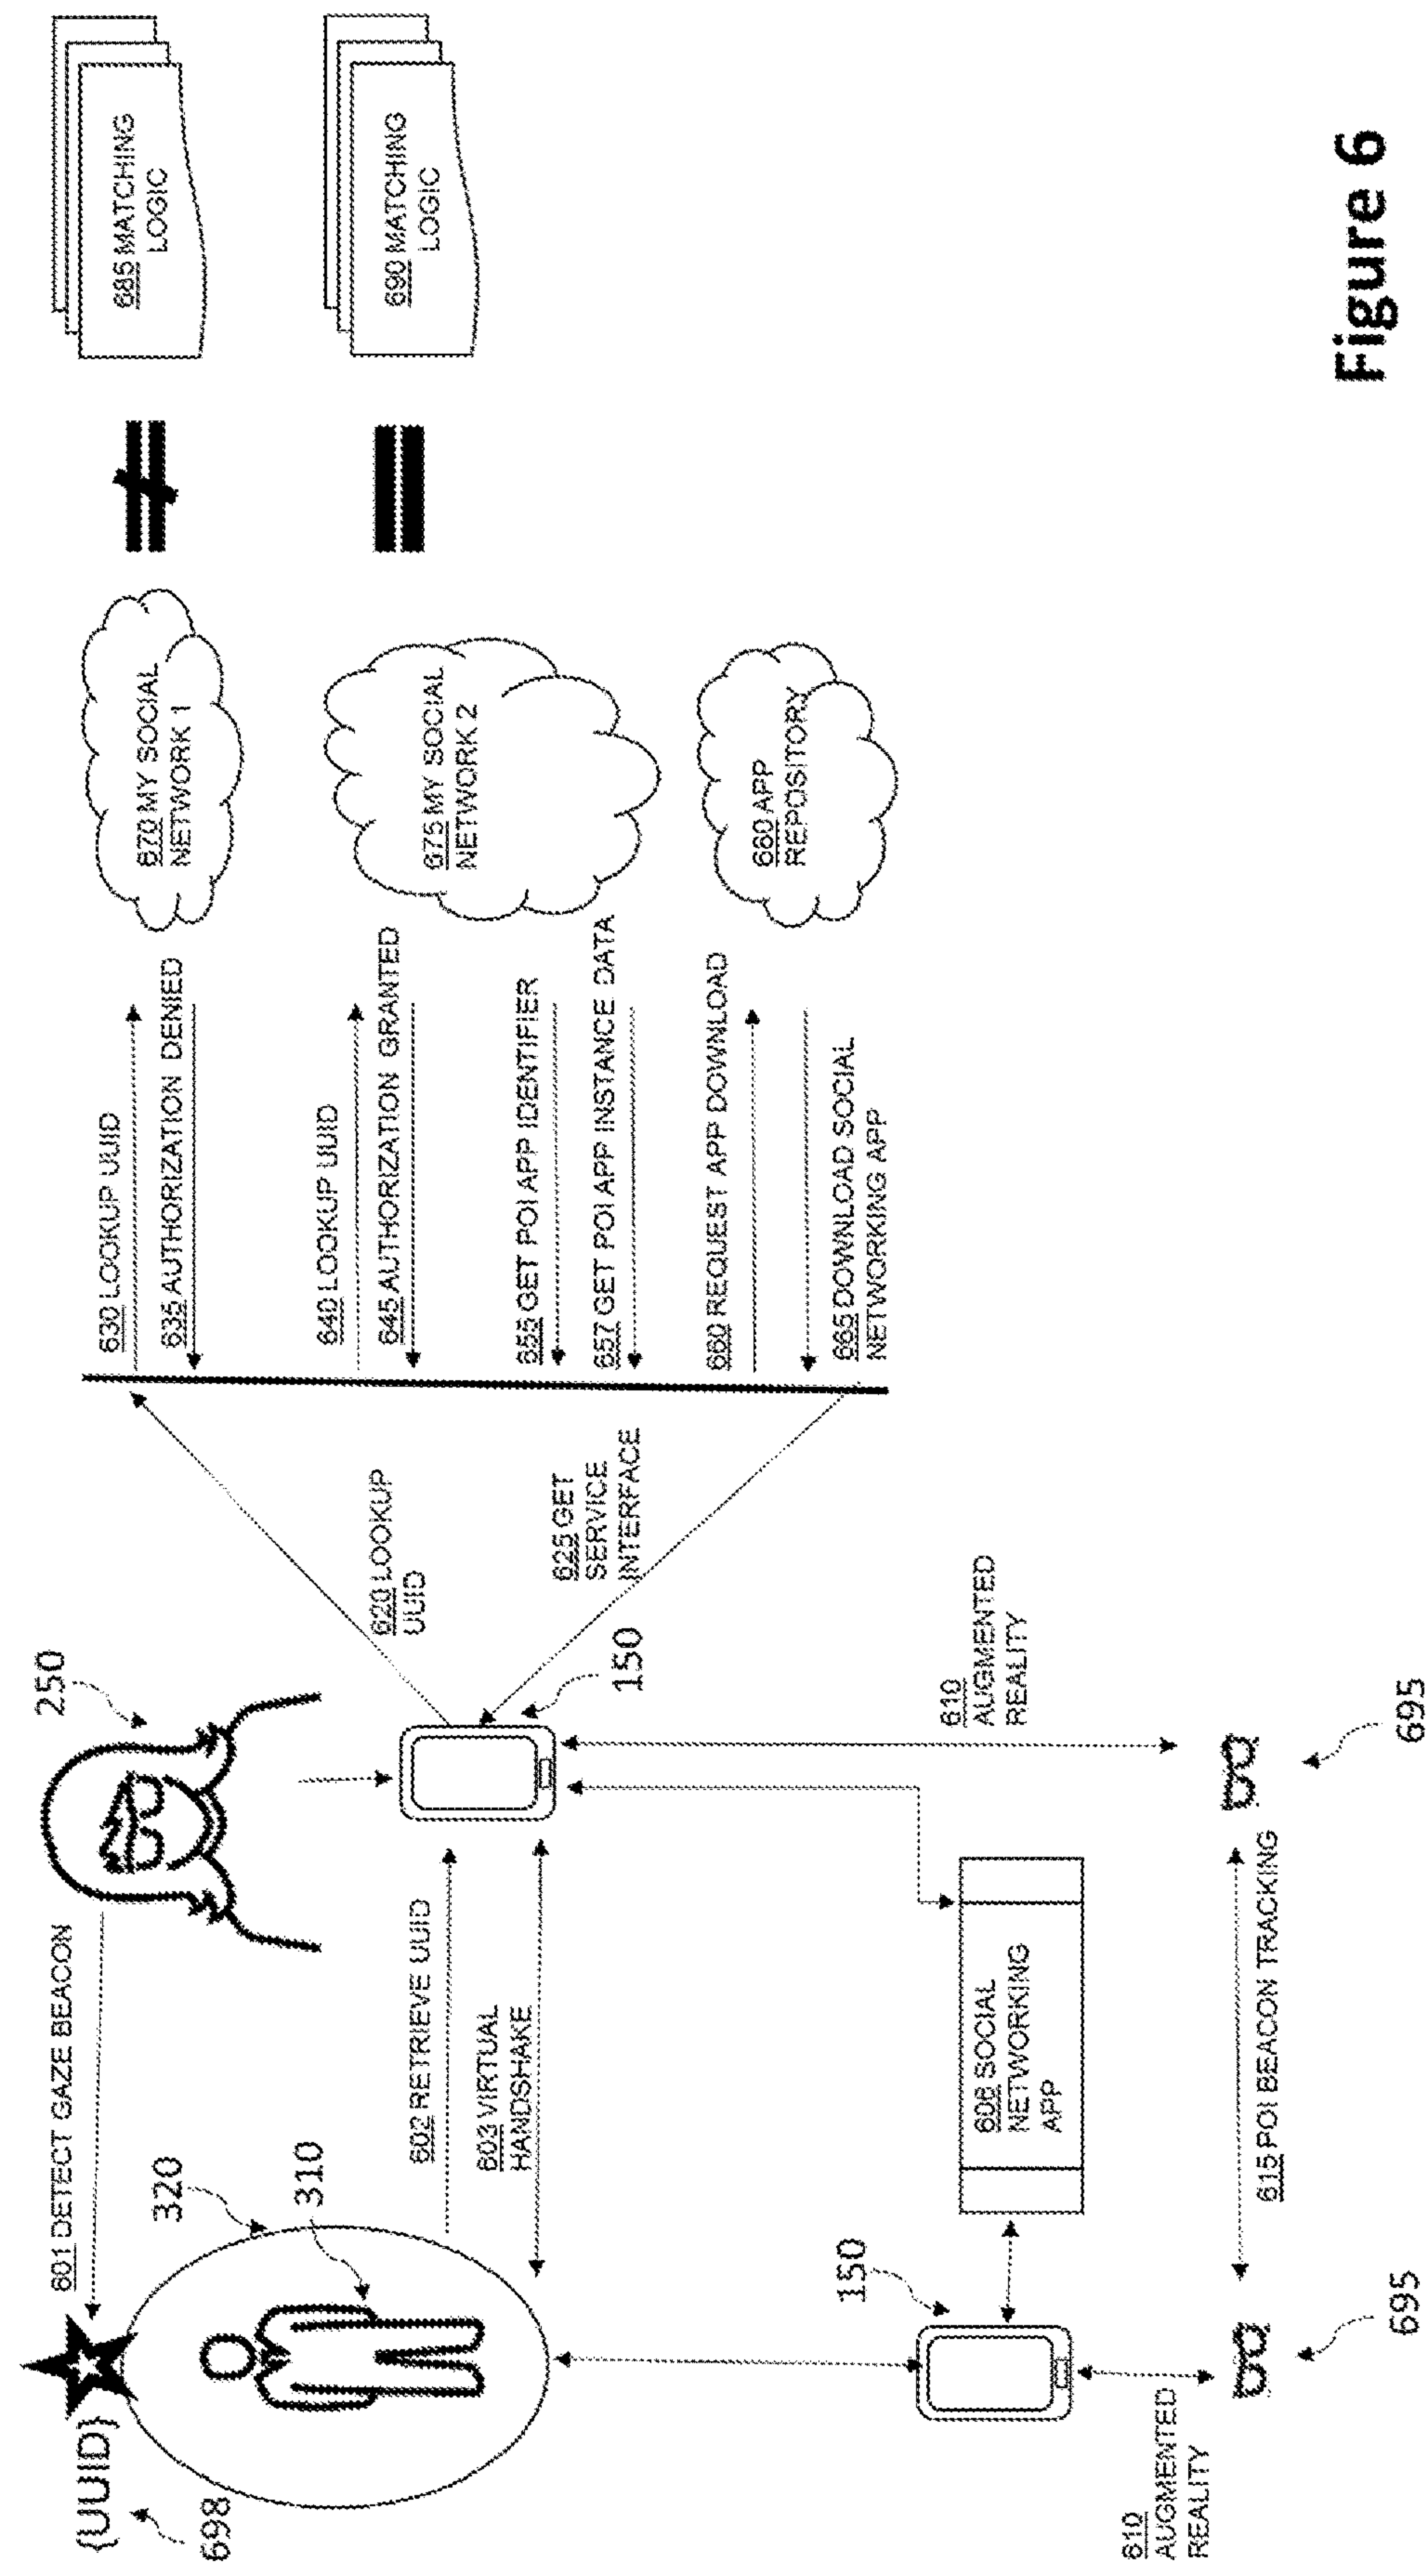 {UUID}
698
601 DETECT GAZE BEACON
320
310
250
602 RETRIEVE UUID
603 VIRTUAL
HANDSHAKE
150
620 LOOKUP
UUID
625 GET
SERVICE
INTERFACE
630 LOOKUP UUID
635 AUTHORIZATION DENIED
640 LOOKUP UUID
645 AUTHORIZATION GRANTED
655 GET POI APP IDENTIFIER
657 GET POI APP INSTANCE DATA
660 REQUEST APP DOWNLOAD
665 DOWNLOAD SOCIAL
NETWORKING APP
670 MY SOCIAL
NETWORK 1
675 MY SOCIAL
NETWORK 2
680 APP
REPOSITORY
685 MATCHING
LOGIC
690 MATCHING
LOGIC
150
608 SOCIAL
NETWORKING
APP
610
AUGMENTED
REALITY
610
AUGMENTED
REALITY
615 POI BEACON TRACKING
695
695
Figure 6